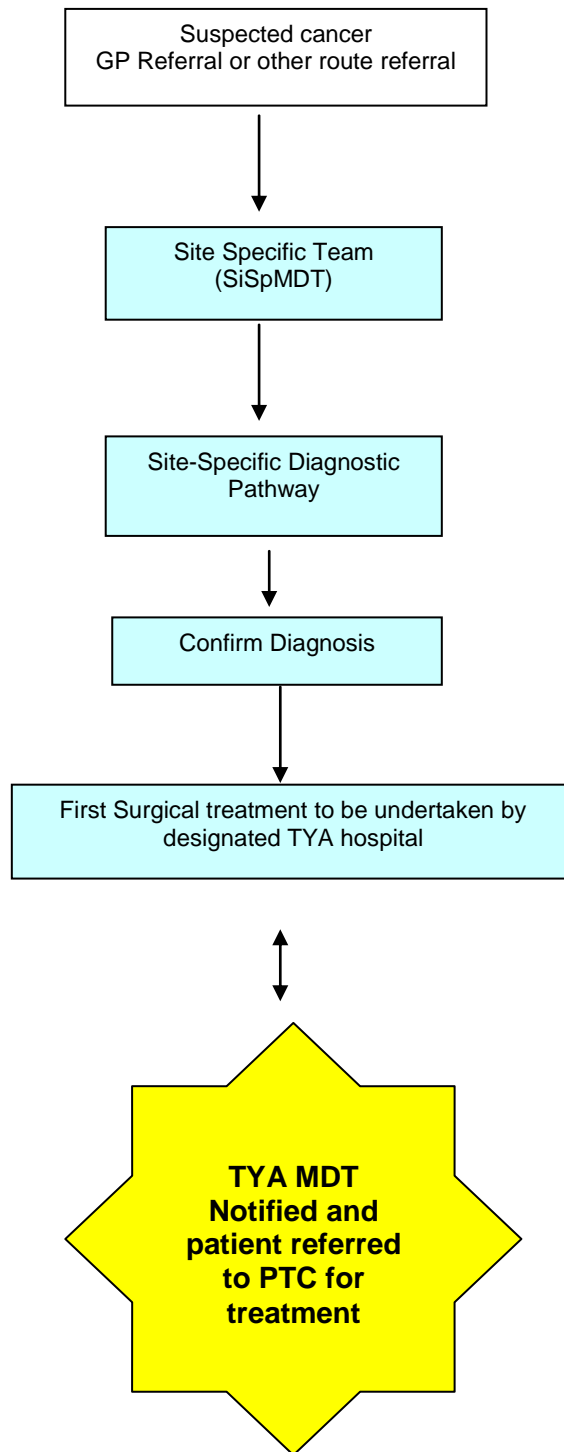 Suspected cancer
GP Referral or other route referral
Site Specific Team
(SiSpMDT)
Site-Specific Diagnostic
Pathway
Confirm Diagnosis
First Surgical treatment to be undertaken by
designated TYA hospital
TYA MDT
Notified and
patient referred
to PTC for
treatment